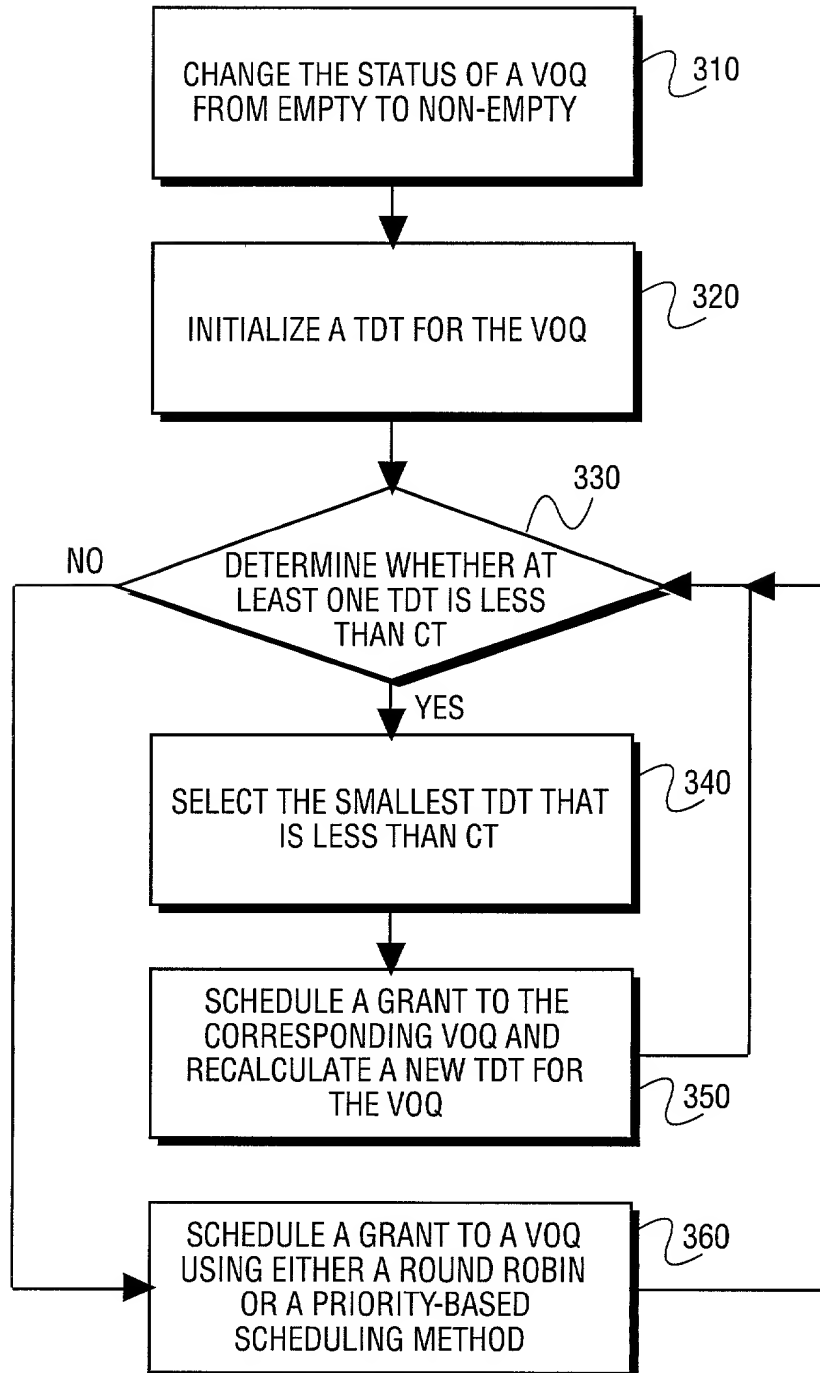 CHANGE THE STATUS OF A VOQ
FROM EMPTY TO NON-EMPTY
310
INITIALIZE A TDT FOR THE VOQ
320
330
NO
DETERMINE WHETHER AT
LEAST ONE TDT IS LESS
THAN CT
YES
SELECT THE SMALLEST TDT THAT
IS LESS THAN CT
340
SCHEDULE A GRANT TO THE
CORRESPONDING VOQ AND
RECALCULATE A NEW TDT FOR
THE VOQ
350
SCHEDULE A GRANT TO A VOQ
USING EITHER A ROUND ROBIN
OR A PRIORITY-BASED
SCHEDULING METHOD
360